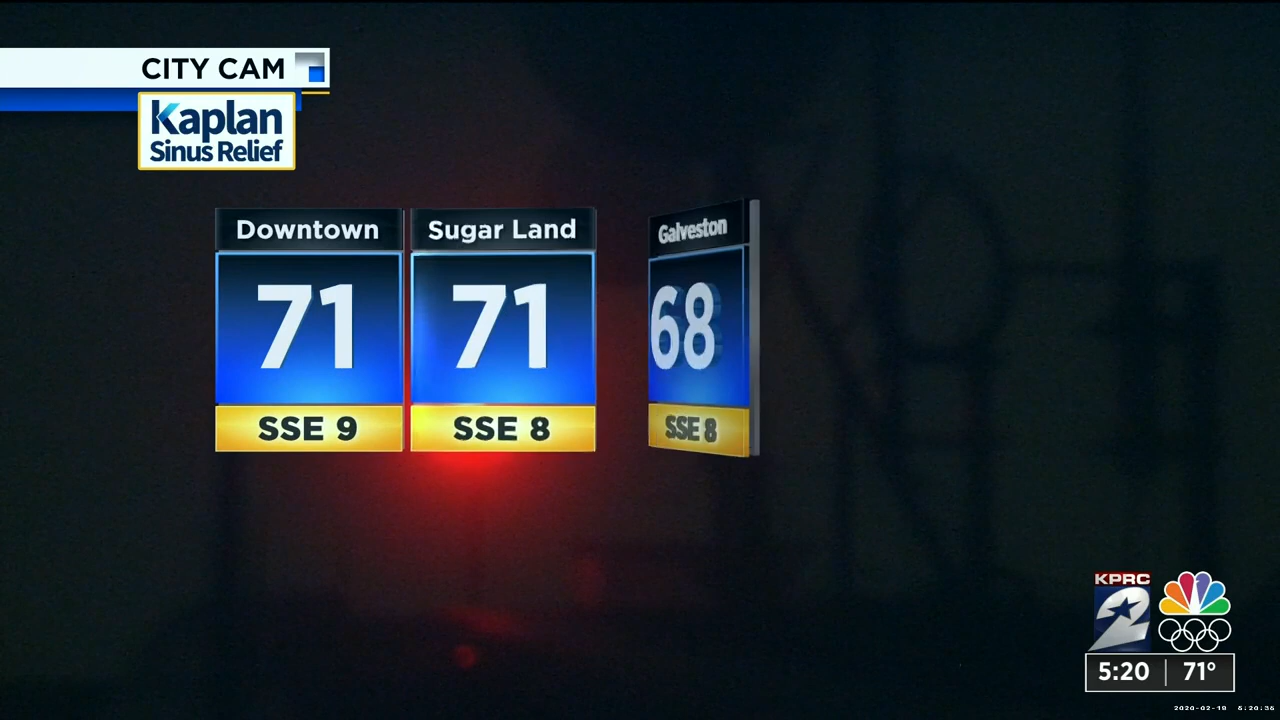 CITY CAM
Kaplan
Sinus Relief
Downtown
71
SSE 9
Sugar Land
71
SSE 8
Galveston
68
SSE 8
KPRC
2
5:20 71°